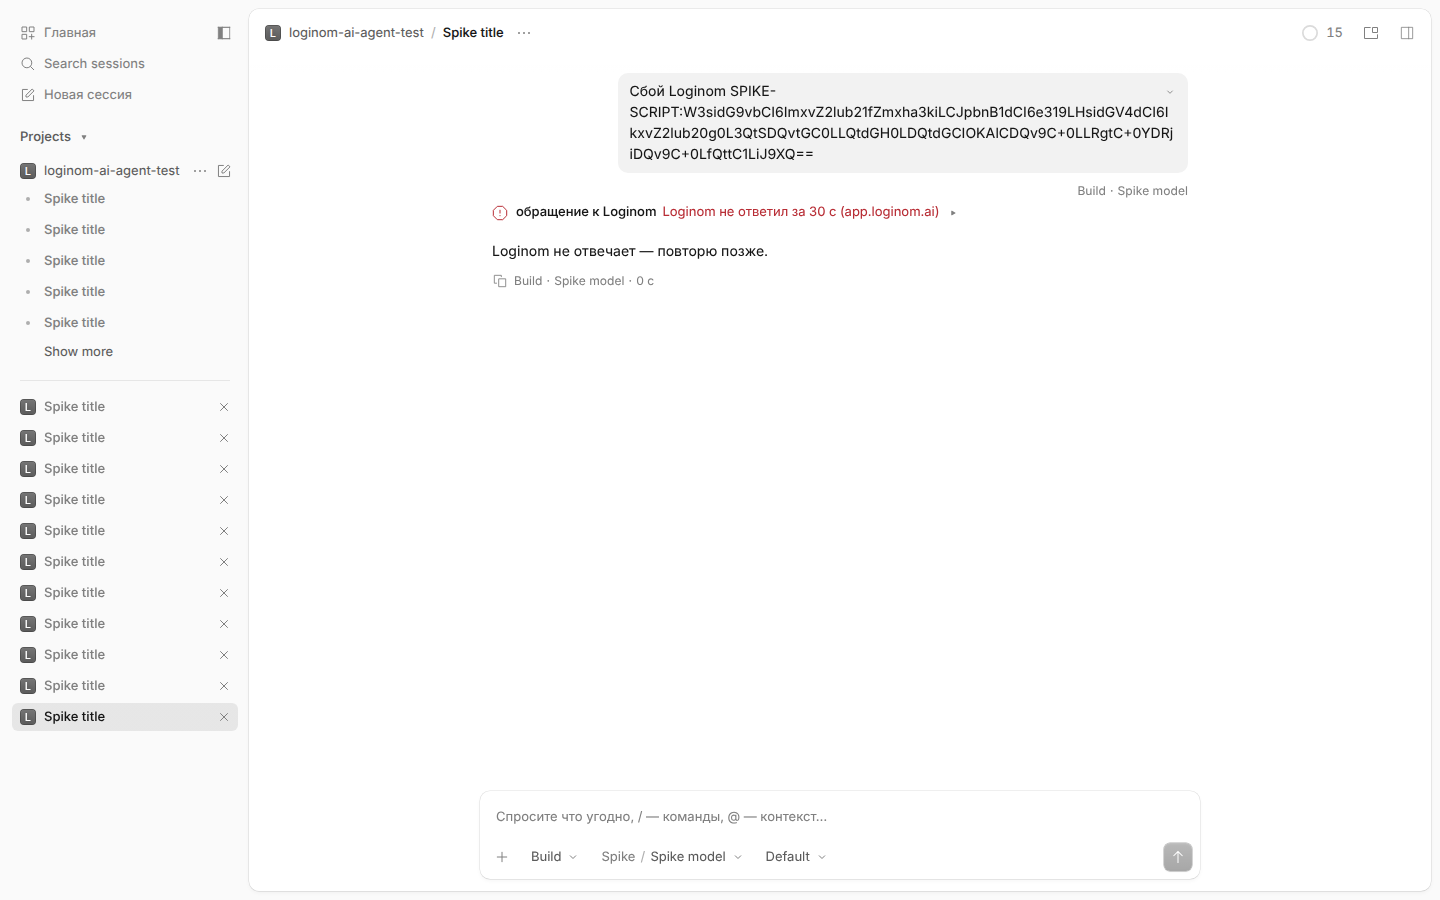 Главная
Search sessions
Новая сессия
Projects
L loginom-ai-agent-test
Spike title
Spike title
Spike title
Spike title
Spike title
Show more
L Spike title
L Spike title
L Spike title
L Spike title
L Spike title
L Spike title
L Spike title
L Spike title
L Spike title
L Spike title
L Spike title
L loginom-ai-agent-test / Spike title
15
Сбой Loginom SPIKE-
SCRIPT:W3sidG9vbCI6ImxvZ2lub21fZmxha3kiLCJpbnB1dCI6e319LHsidGV4dCI6I
kxvZ2lub20g0L3QtSDQvtGC0LLQtdGH0LDQtdGCIOKAlCDQv9C+0LLRgtC+0YDRj
iDQv9C+0LfQttC1LiJ9XQ==
Build · Spike model
обращение к Loginom Loginom не ответил за 30 с (app.loginom.ai)
Loginom не отвечает — повторю позже.
Build · Spike model · 0 с
Спросите что угодно, / — команды, @ — контекст...
Build Spike / Spike model Default